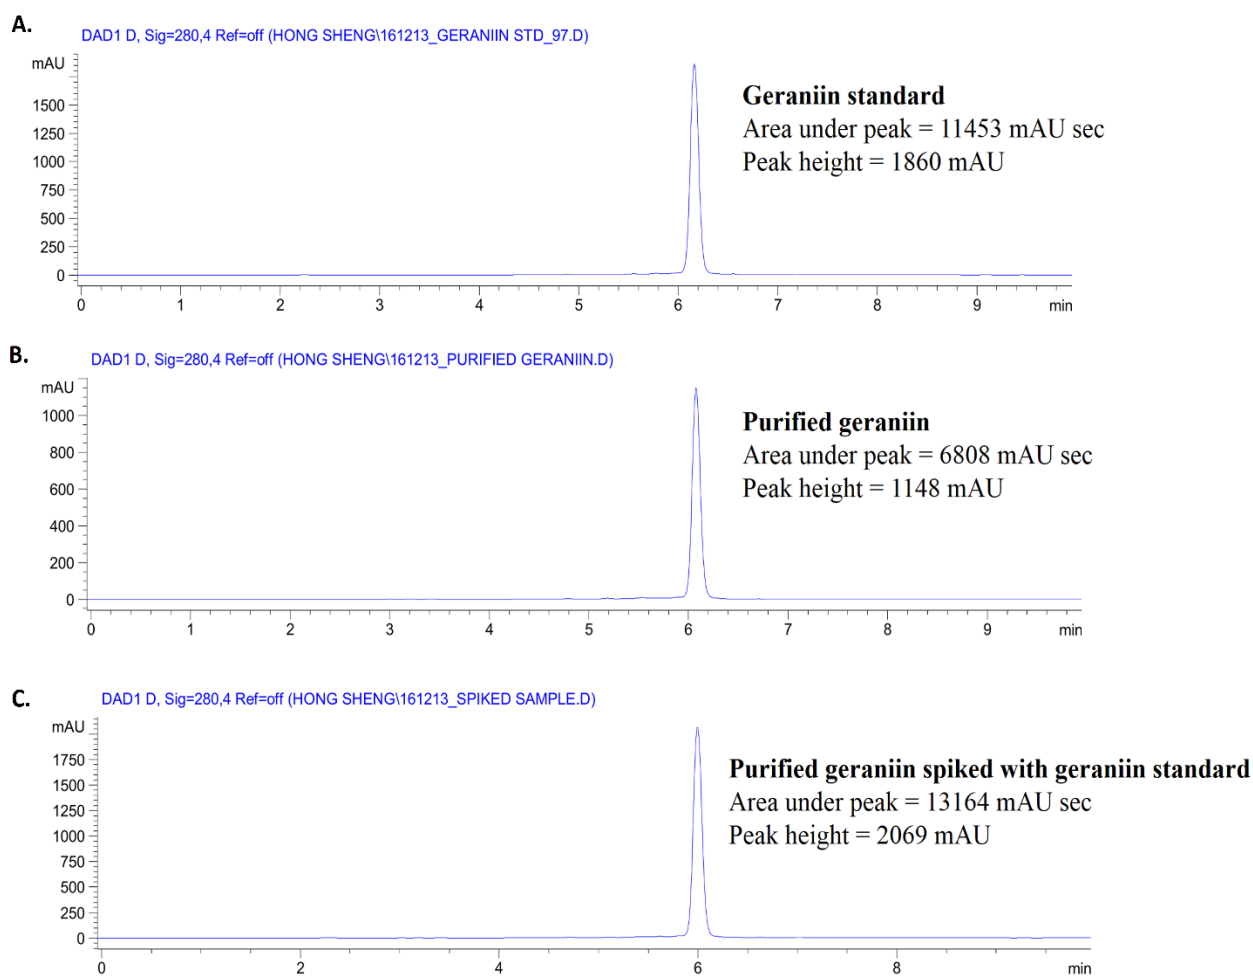 A.
DAD1 D, Sig=280,4 Ref=off (HONG SHENG\161213_GERANIIN STD_97.D)
mAU
1500
1250
1000
750
500
250
0
0 1 2 3 4 5 6 7 8 9 min
Geraniin standard
Area under peak = 11453 mAU sec
Peak height = 1860 mAU
B.
DAD1 D, Sig=280,4 Ref=off (HONG SHENG\161213_PURIFIED GERANIIN.D)
mAU
1000
800
600
400
200
0
0 1 2 3 4 5 6 7 8 9 min
Purified geraniin
Area under peak = 6808 mAU sec
Peak height = 1148 mAU
C.
DAD1 D, Sig=280,4 Ref=off (HONG SHENG\161213_SPIKED SAMPLE.D)
mAU
1750
1500
1250
1000
750
500
250
0
0 2 4 6 8 min
Purified geraniin spiked with geraniin standard
Area under peak = 13164 mAU sec
Peak height = 2069 mAU